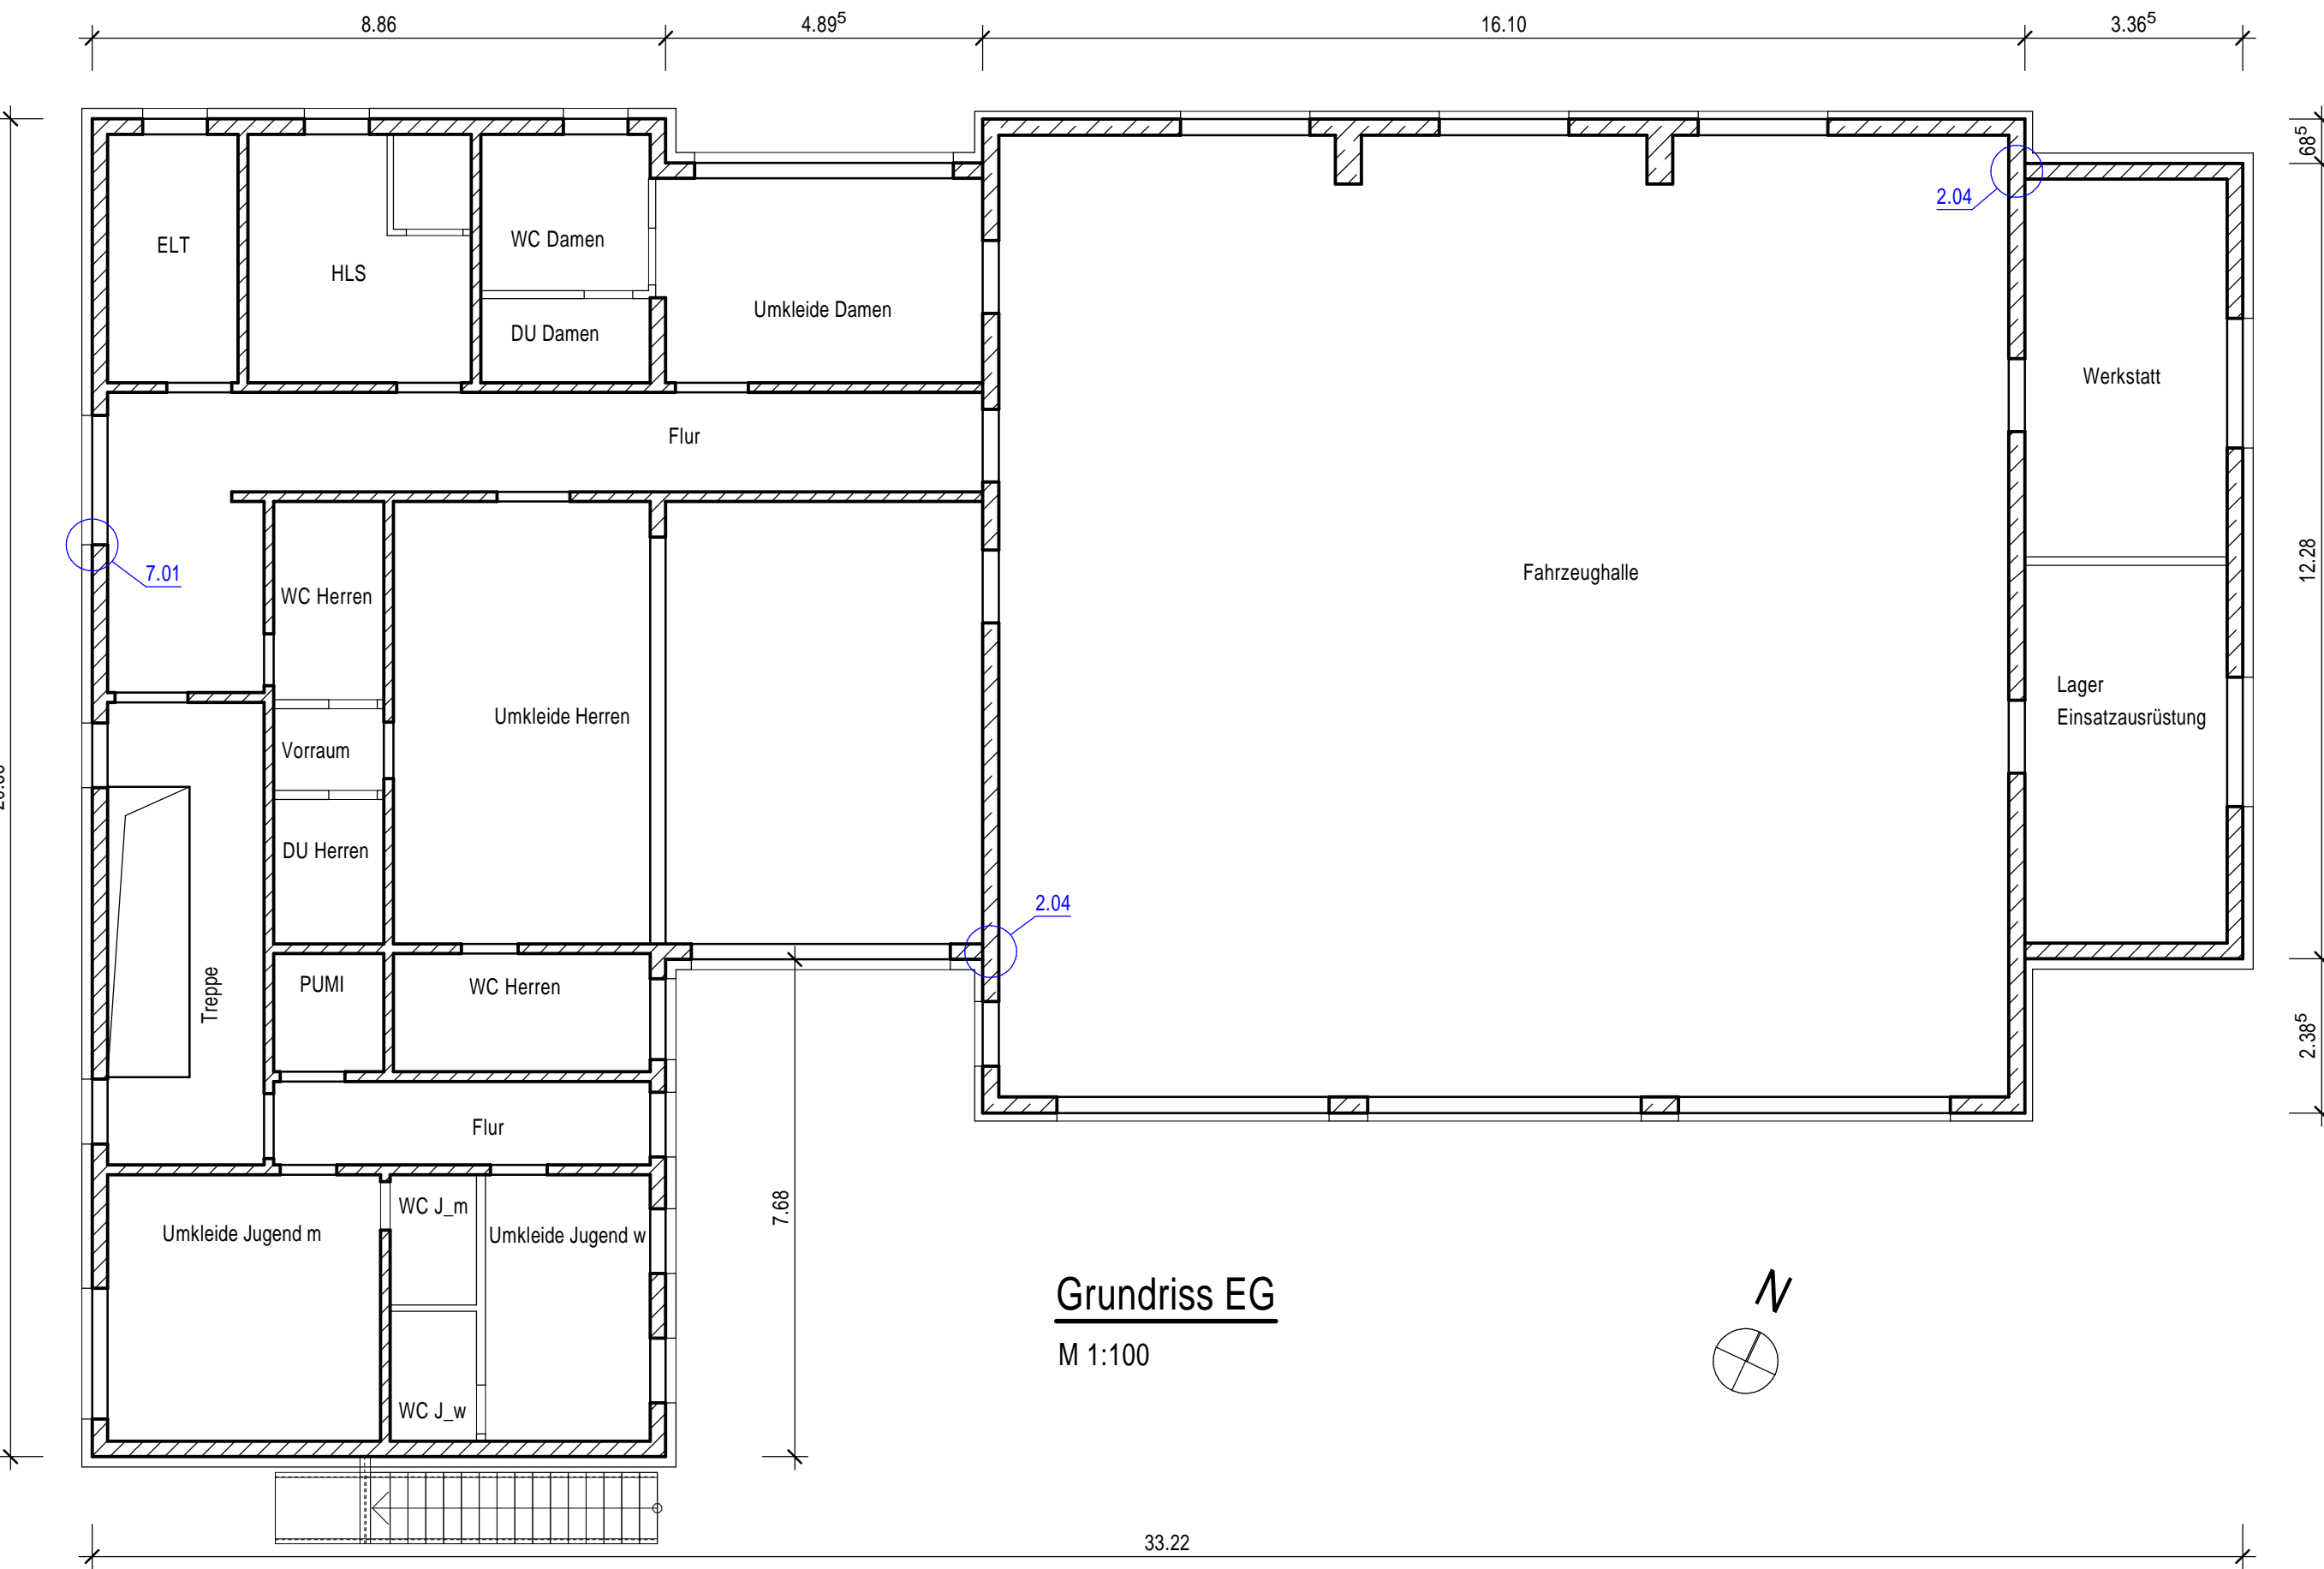 8.86
4.89⁵
16.10
3.36⁵
68⁵
2.04
ELT
HLS
WC Damen
DU Damen
Umkleide Damen
Werkstatt
Flur
12.28
Fahrzeughalle
7.01
WC Herren
Umkleide Herren
Lager
Einsatzausrüstung
Vorraum
DU Herren
2.04
Treppe
PUMI
WC Herren
2.38⁵
Flur
7.68
WC J_m
Umkleide Jugend m
Umkleide Jugend w
WC J_w
Grundriss EG
M 1:100
N
33.22